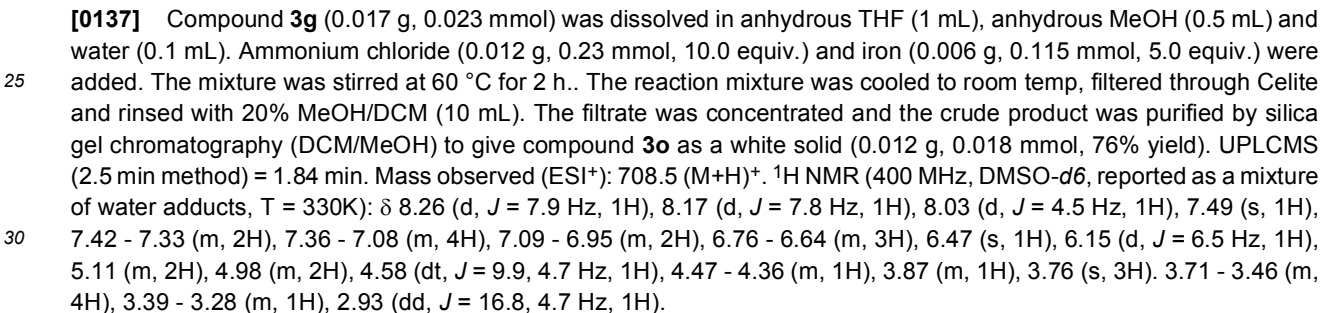 [0137] Compound 3g (0.017 g, 0.023 mmol) was dissolved in anhydrous THF (1 mL), anhydrous MeOH (0.5 mL) and
water (0.1 mL). Ammonium chloride (0.012 g, 0.23 mmol, 10.0 equiv.) and iron (0.006 g, 0.115 mmol, 5.0 equiv.) were
25 added. The mixture was stirred at 60 °C for 2 h.. The reaction mixture was cooled to room temp, filtered through Celite
and rinsed with 20% MeOH/DCM (10 mL). The filtrate was concentrated and the crude product was purified by silica
gel chromatography (DCM/MeOH) to give compound 3o as a white solid (0.012 g, 0.018 mmol, 76% yield). UPLCMS
(2.5 min method) = 1.84 min. Mass observed (ESI⁺): 708.5 (M+H)⁺. ¹H NMR (400 MHz, DMSO-d6, reported as a mixture
of water adducts, T = 330K): δ 8.26 (d, J = 7.9 Hz, 1H), 8.17 (d, J = 7.8 Hz, 1H), 8.03 (d, J = 4.5 Hz, 1H), 7.49 (s, 1H),
30 7.42 - 7.33 (m, 2H), 7.36 - 7.08 (m, 4H), 7.09 - 6.95 (m, 2H), 6.76 - 6.64 (m, 3H), 6.47 (s, 1H), 6.15 (d, J = 6.5 Hz, 1H),
5.11 (m, 2H), 4.98 (m, 2H), 4.58 (dt, J = 9.9, 4.7 Hz, 1H), 4.47 - 4.36 (m, 1H), 3.87 (m, 1H), 3.76 (s, 3H). 3.71 - 3.46 (m,
4H), 3.39 - 3.28 (m, 1H), 2.93 (dd, J = 16.8, 4.7 Hz, 1H).